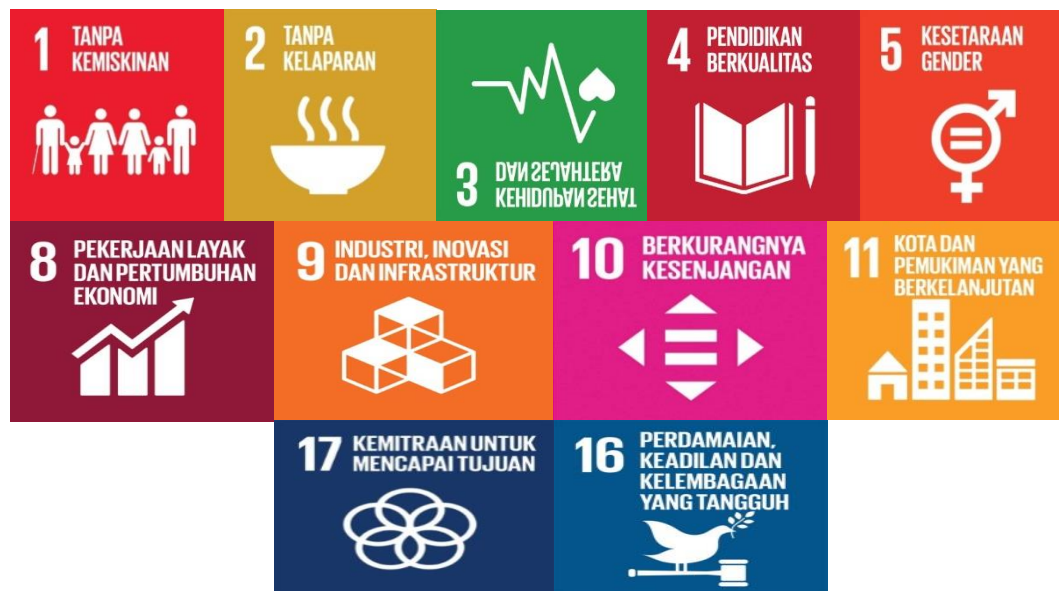 1 TANPA
KEMISKINAN
2 TANPA
KELAPARAN
3 KEHIDUPAN SEHAT
DAN SEJAHTERA
4 PENDIDIKAN
BERKUALITAS
5 KESETARAAN
GENDER
8 PEKERJAAN LAYAK
DAN PERTUMBUHAN
EKONOMI
9 INDUSTRI, INOVASI
DAN INFRASTRUKTUR
10 BERKURANGNYA
KESENJANGAN
11 KOTA DAN
PEMUKIMAN YANG
BERKELANJUTAN
17 KEMITRAAN UNTUK
MENCAPAI TUJUAN
16 PERDAMAIAN,
KEADILAN DAN
KELEMBAGAAN
YANG TANGGUH